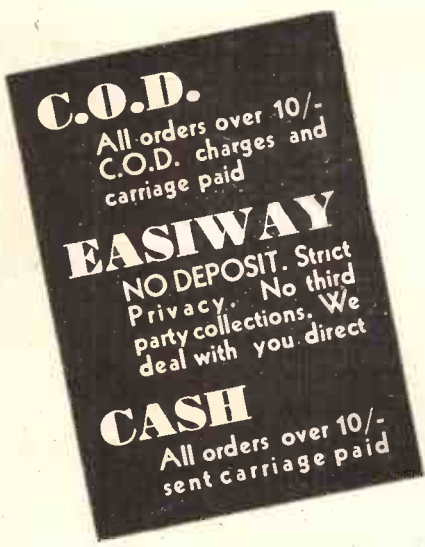 C.O.D.
All orders over 10/-
C.O.D. charges and
carriage paid
EASIWAY
NO DEPOSIT. Strict
Privacy. No third
party collections. We
deal with you direct
CASH
All orders over 10/-
sent carriage paid